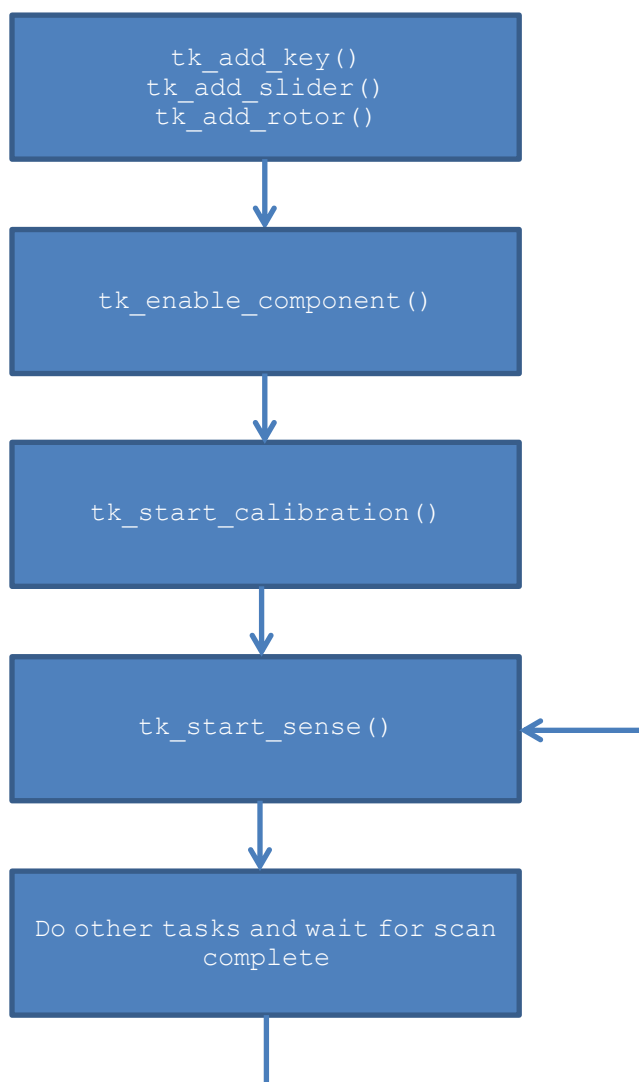 tk_add_key()
tk_add_slider()
tk_add_rotor()
tk_enable_component()
tk_start_calibration()
tk_start_sense()
Do other tasks and wait for scan
complete